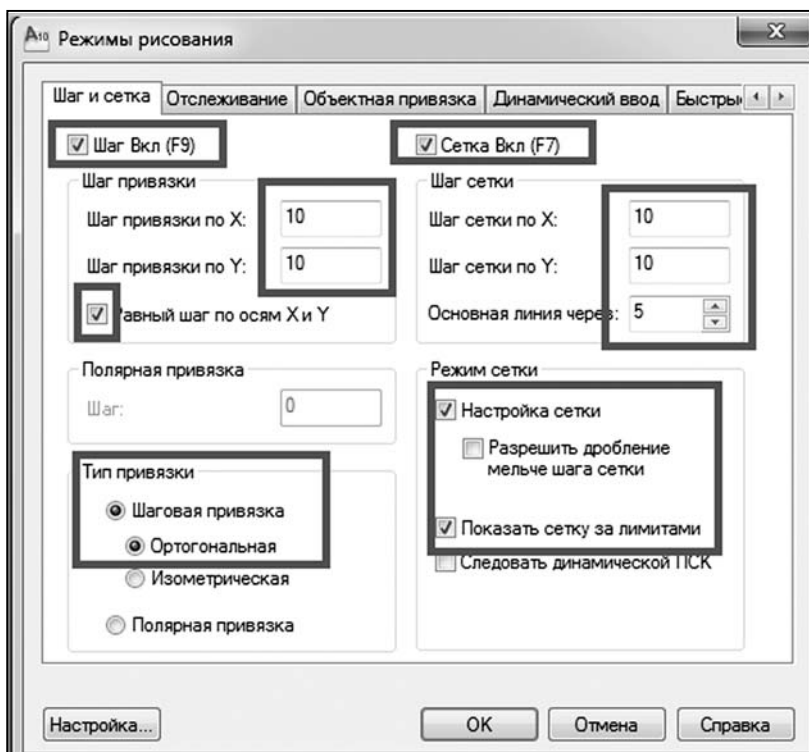 A10 Режимы рисования
Шаг и сетка Отслеживание Объектная привязка Динамический ввод Быстры
Шаг Вкл (F9)
Сетка Вкл (F7)
Шаг привязки
Шаг привязки по X: 10
Шаг привязки по Y: 10
Равный шаг по осям X и Y
Шаг сетки
Шаг сетки по X: 10
Шаг сетки по Y: 10
Основная линия через: 5
Полярная привязка
Шаг: 0
Тип привязки
Шаговая привязка
Ортогональная
Изометрическая
Полярная привязка
Режим сетки
Настройка сетки
Разрешить дробление
мельче шага сетки
Показать сетку за лимитами
Следовать динамической ПСК
Настройка... OK Отмена Справка